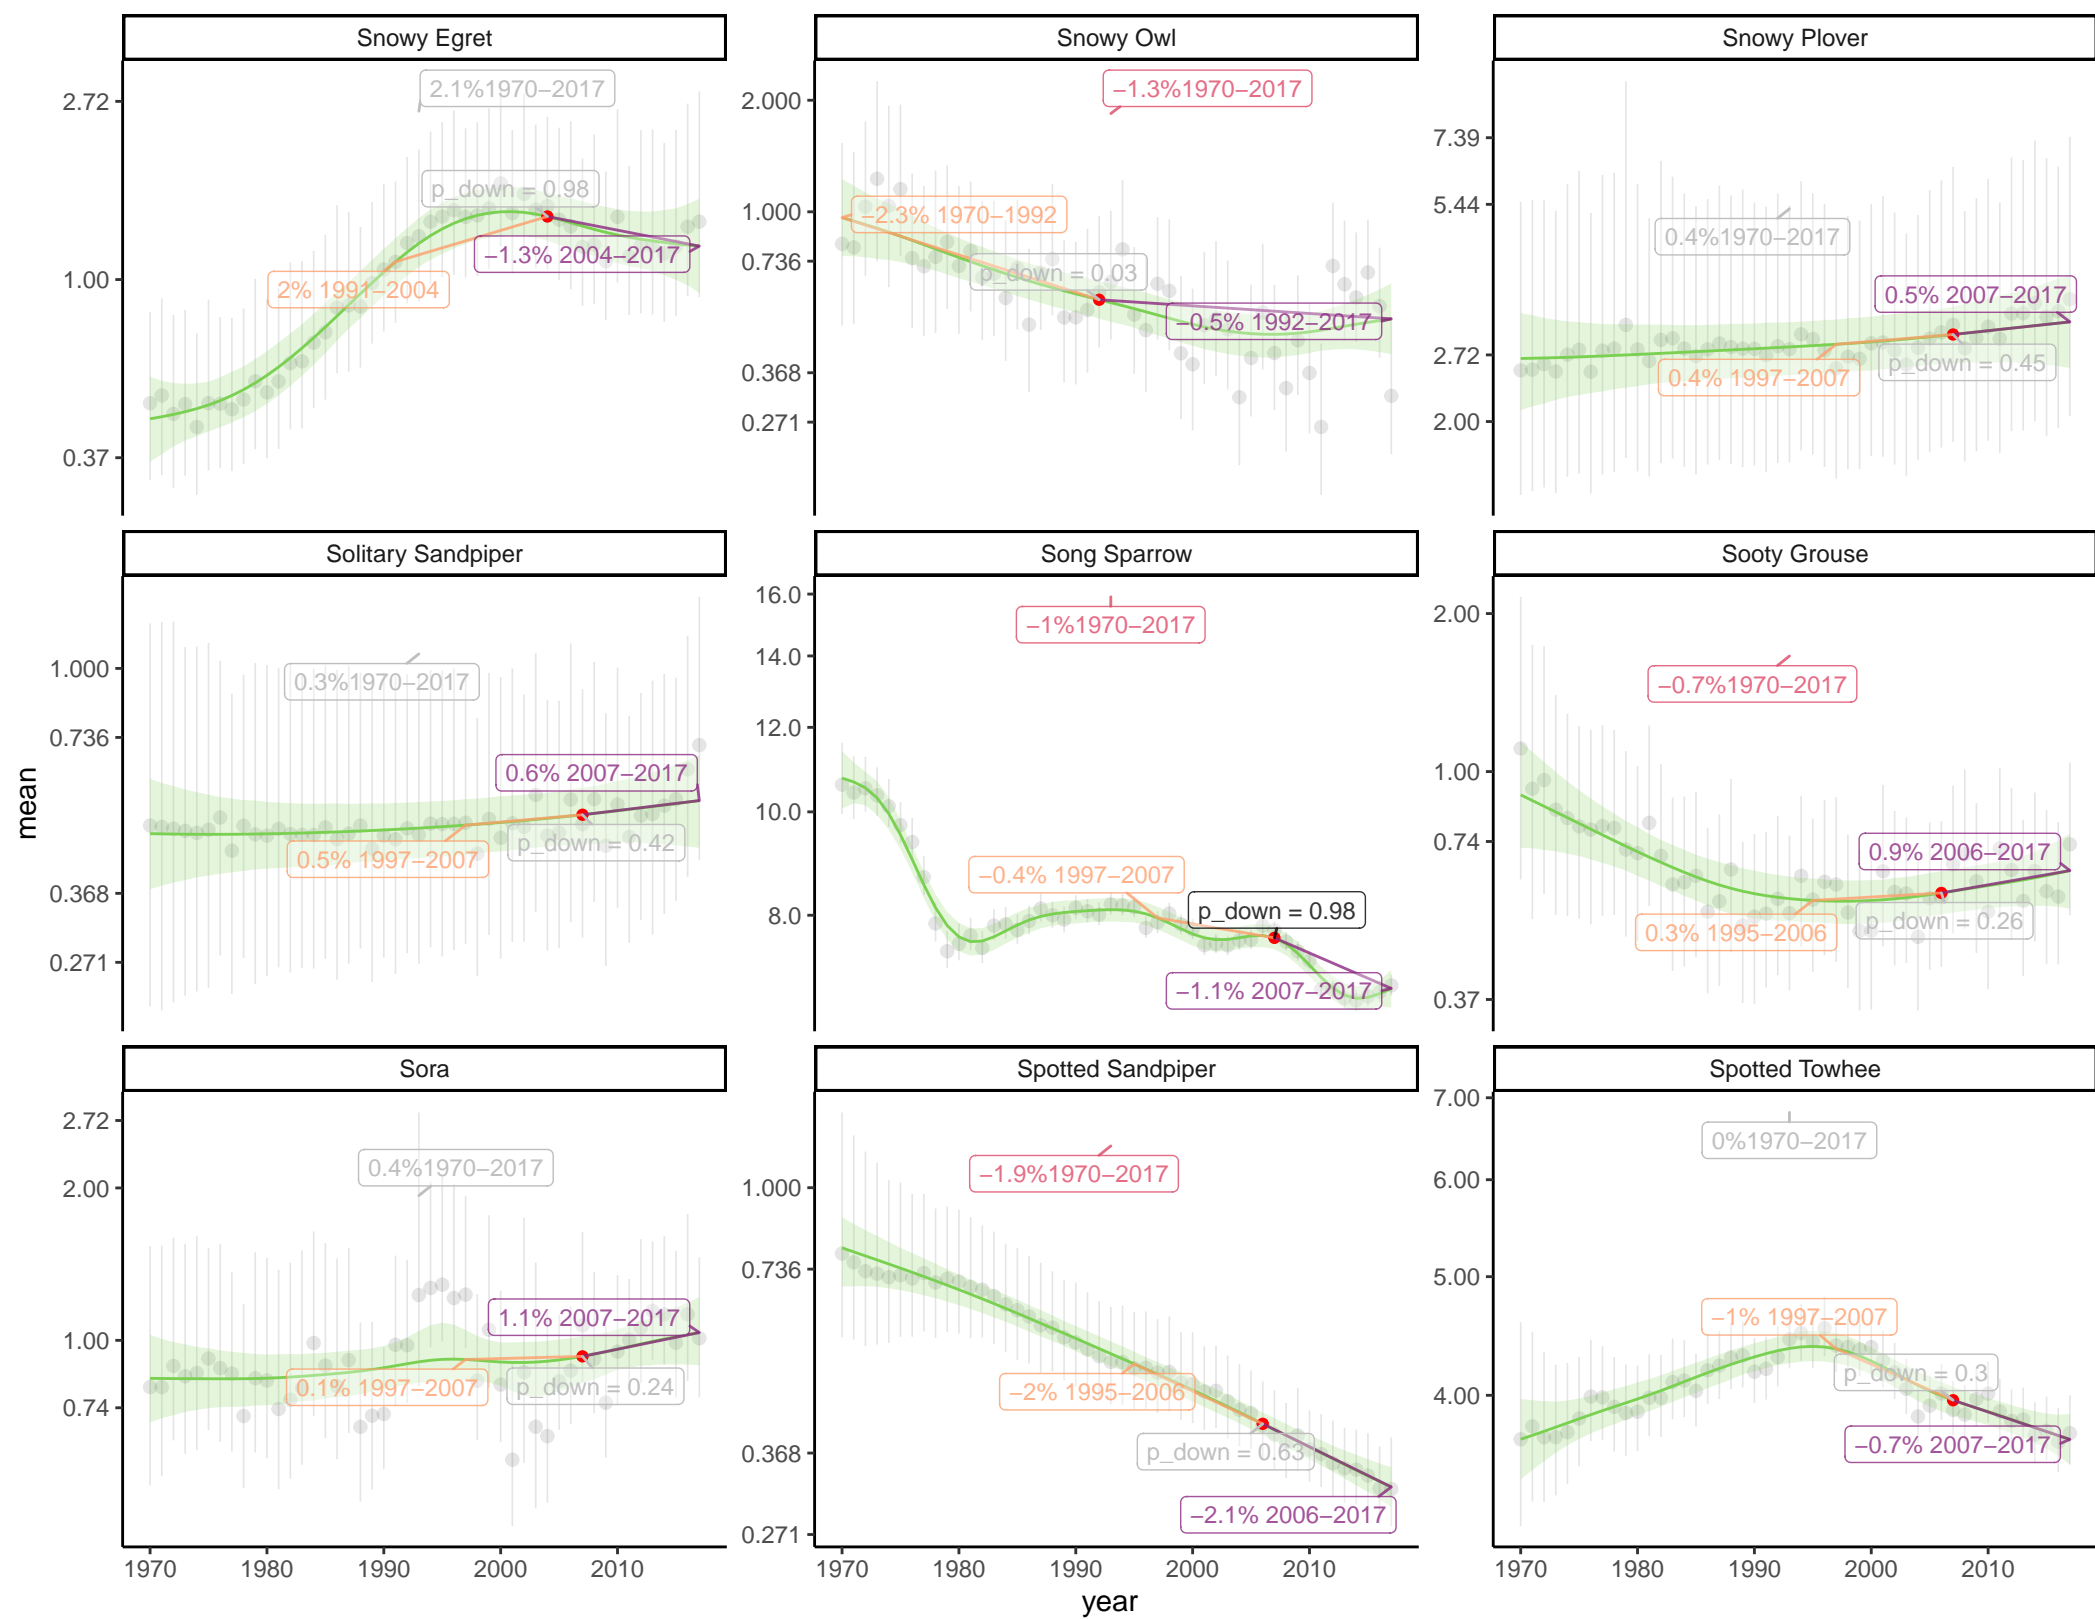 Snowy Egret
2.72
1.00
0.37
2.1%1970–2017
p_down = 0.98
−1.3% 2004–2017
2% 1991–2004
Snowy Owl
2.000
1.000
0.736
0.368
0.271
−1.3%1970–2017
−2.3% 1970–1992
p_down = 0.03
−0.5% 1992–2017
Snowy Plover
7.39
5.44
2.72
2.00
0.4%1970–2017
0.5% 2007–2017
p_down = 0.45
0.4% 1997–2007
mean
Solitary Sandpiper
1.000
0.736
0.368
0.271
0.3%1970–2017
0.6% 2007–2017
p_down = 0.42
0.5% 1997–2007
Song Sparrow
16.0
14.0
12.0
10.0
8.0
−1%1970–2017
−0.4% 1997–2007
p_down = 0.98
−1.1% 2007–2017
Sooty Grouse
2.00
1.00
0.74
0.37
−0.7%1970–2017
0.9% 2006–2017
p_down = 0.26
0.3% 1995–2006
Sora
2.72
2.00
1.00
0.74
0.4%1970–2017
1.1% 2007–2017
p_down = 0.24
0.1% 1997–2007
1970 1980 1990 2000 2010
Spotted Sandpiper
1.000
0.736
0.368
0.271
−1.9%1970–2017
−2% 1995–2006
p_down = 0.63
−2.1% 2006–2017
1970 1980 1990 2000 2010
Spotted Towhee
7.00
6.00
5.00
4.00
0%1970–2017
−1% 1997–2007
p_down = 0.3
−0.7% 2007–2017
1970 1980 1990 2000 2010
year